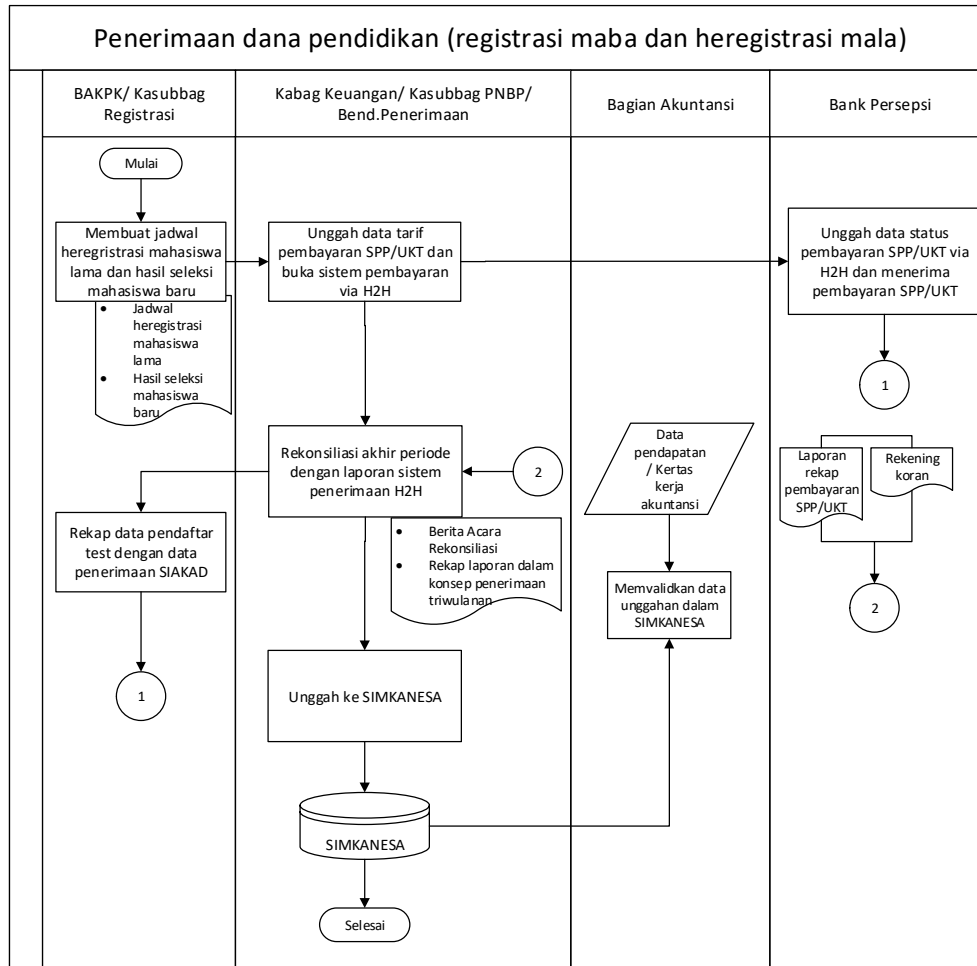 Penerimaan dana pendidikan (registrasi maba dan heregistrasi mala)
BAKPK/ Kasubbag
Registrasi
Kabag Keuangan/ Kasubbag PNBP/
Bend.Penerimaan
Bagian Akuntansi
Bank Persepsi
Mulai
Membuat jadwal
heregristrasi mahasiswa
lama dan hasil seleksi
mahasiswa baru
Unggah data tarif
pembayaran SPP/UKT dan
buka sistem pembayaran
via H2H
Unggah data status
pembayaran SPP/UKT via
H2H dan menerima
pembayaran SPP/UKT
• Jadwal
heregistrasi
mahasiswa
lama
• Hasil seleksi
mahasiswa
baru
1
Rekonsiliasi akhir periode
dengan laporan sistem
penerimaan H2H
2
Data
pendapatan
/ Kertas
kerja
akuntansi
Laporan
rekap
pembayaran
SPP/UKT
Rekening
koran
Rekap data pendaftar
test dengan data
penerimaan SIAKAD
• Berita Acara
Rekonsiliasi
• Rekap laporan dalam
konsep penerimaan
triwulanan
Memvalidkan data
unggahan dalam
SIMKANESA
2
1
Unggah ke SIMKANESA
SIMKANESA
Selesai